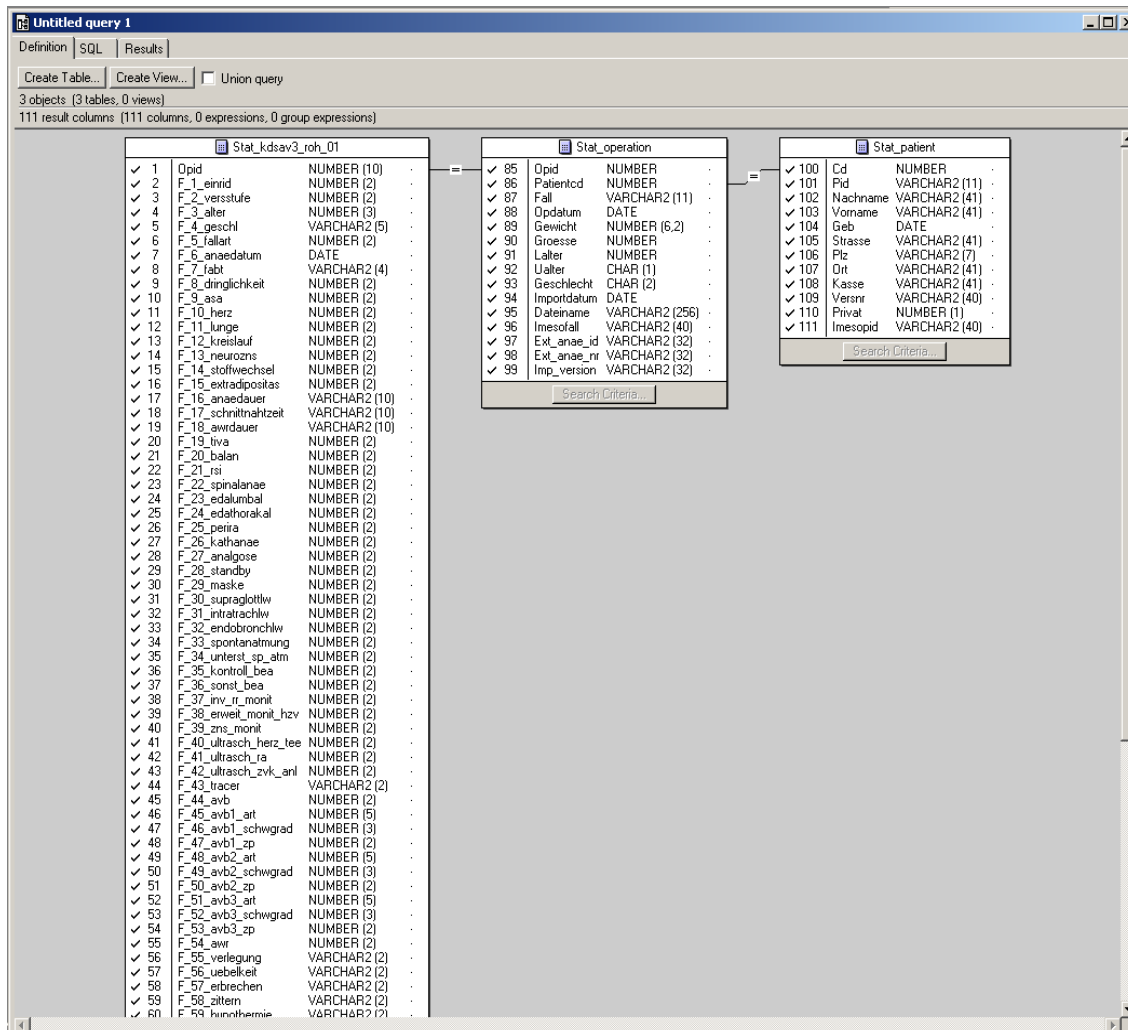 Untitled query 1
Definition SQL Results
Create Table... Create View... Union query
3 objects (3 tables, 0 views)
111 result columns (111 columns, 0 expressions, 0 group expressions)
Stat_kdsav3_roh_01
1 Opid NUMBER (10)
2 F_1_einrid NUMBER (2)
3 F_2_versstufe NUMBER (2)
4 F_3_alter NUMBER (3)
5 F_4_geschl VARCHAR2 (5)
6 F_5_fallart NUMBER (2)
7 F_6_anaedatum DATE
8 F_7_fabt VARCHAR2 (4)
9 F_8_dringlichkeit NUMBER (2)
10 F_9_asa NUMBER (2)
11 F_10_herz NUMBER (2)
12 F_11_lunge NUMBER (2)
13 F_12_kreislauf NUMBER (2)
14 F_13_neurozns NUMBER (2)
15 F_14_stoffwechsel NUMBER (2)
16 F_15_extradipositas NUMBER (2)
17 F_16_anaedauer VARCHAR2 (10)
18 F_17_schnittnahtzeit VARCHAR2 (10)
19 F_18_awrdauer VARCHAR2 (10)
20 F_19_tiva NUMBER (2)
21 F_20_balan NUMBER (2)
22 F_21_rsi NUMBER (2)
23 F_22_spinalanae NUMBER (2)
24 F_23_edalumbal NUMBER (2)
25 F_24_edathorakal NUMBER (2)
26 F_25_perira NUMBER (2)
27 F_26_kathanae NUMBER (2)
28 F_27_analgose NUMBER (2)
29 F_28_standby NUMBER (2)
30 F_29_maske NUMBER (2)
31 F_30_supraglottlw NUMBER (2)
32 F_31_intratrachlw NUMBER (2)
33 F_32_endobronchlw NUMBER (2)
34 F_33_spontanatmung NUMBER (2)
35 F_34_unterst_sp_atm NUMBER (2)
36 F_35_kontroll_bea NUMBER (2)
37 F_36_sonst_bea NUMBER (2)
38 F_37_inv_rr_monit NUMBER (2)
39 F_38_erweit_monit_hzv NUMBER (2)
40 F_39_zns_monit NUMBER (2)
41 F_40_ultrasch_herz_tee NUMBER (2)
42 F_41_ultrasch_ra NUMBER (2)
43 F_42_ultrasch_zvk_anl NUMBER (2)
44 F_43_tracer VARCHAR2 (2)
45 F_44_avb NUMBER (2)
46 F_45_avb1_art NUMBER (5)
47 F_46_avb1_schwgrad NUMBER (3)
48 F_47_avb1_zp NUMBER (2)
49 F_48_avb2_art NUMBER (5)
50 F_49_avb2_schwgrad NUMBER (3)
51 F_50_avb2_zp NUMBER (2)
52 F_51_avb3_art NUMBER (5)
53 F_52_avb3_schwgrad NUMBER (3)
54 F_53_avb3_zp NUMBER (2)
55 F_54_awr NUMBER (2)
56 F_55_verlegung VARCHAR2 (2)
57 F_56_uebelkeit VARCHAR2 (2)
58 F_57_erbrechen VARCHAR2 (2)
59 F_58_zittern VARCHAR2 (2)
60 F_59_hypothermie VARCHAR2 (2)
=
Stat_operation
85 Opid NUMBER
86 Patientcd NUMBER
87 Fall VARCHAR2 (11)
88 Opdatum DATE
89 Gewicht NUMBER (6,2)
90 Groesse NUMBER
91 Lalter NUMBER
92 Ualter CHAR (1)
93 Geschlecht CHAR (2)
94 Importdatum DATE
95 Dateiname VARCHAR2 (256)
96 Imesofall VARCHAR2 (40)
97 Ext_anae_id VARCHAR2 (32)
98 Ext_anae_nr VARCHAR2 (32)
99 Imp_version VARCHAR2 (32)
Search Criteria...
=
Stat_patient
100 Cd NUMBER
101 Pid VARCHAR2 (11)
102 Nachname VARCHAR2 (41)
103 Vorname VARCHAR2 (41)
104 Geb DATE
105 Strasse VARCHAR2 (41)
106 Plz VARCHAR2 (7)
107 Ort VARCHAR2 (41)
108 Kasse VARCHAR2 (41)
109 Versnr VARCHAR2 (40)
110 Privat NUMBER (1)
111 Imesopid VARCHAR2 (40)
Search Criteria...